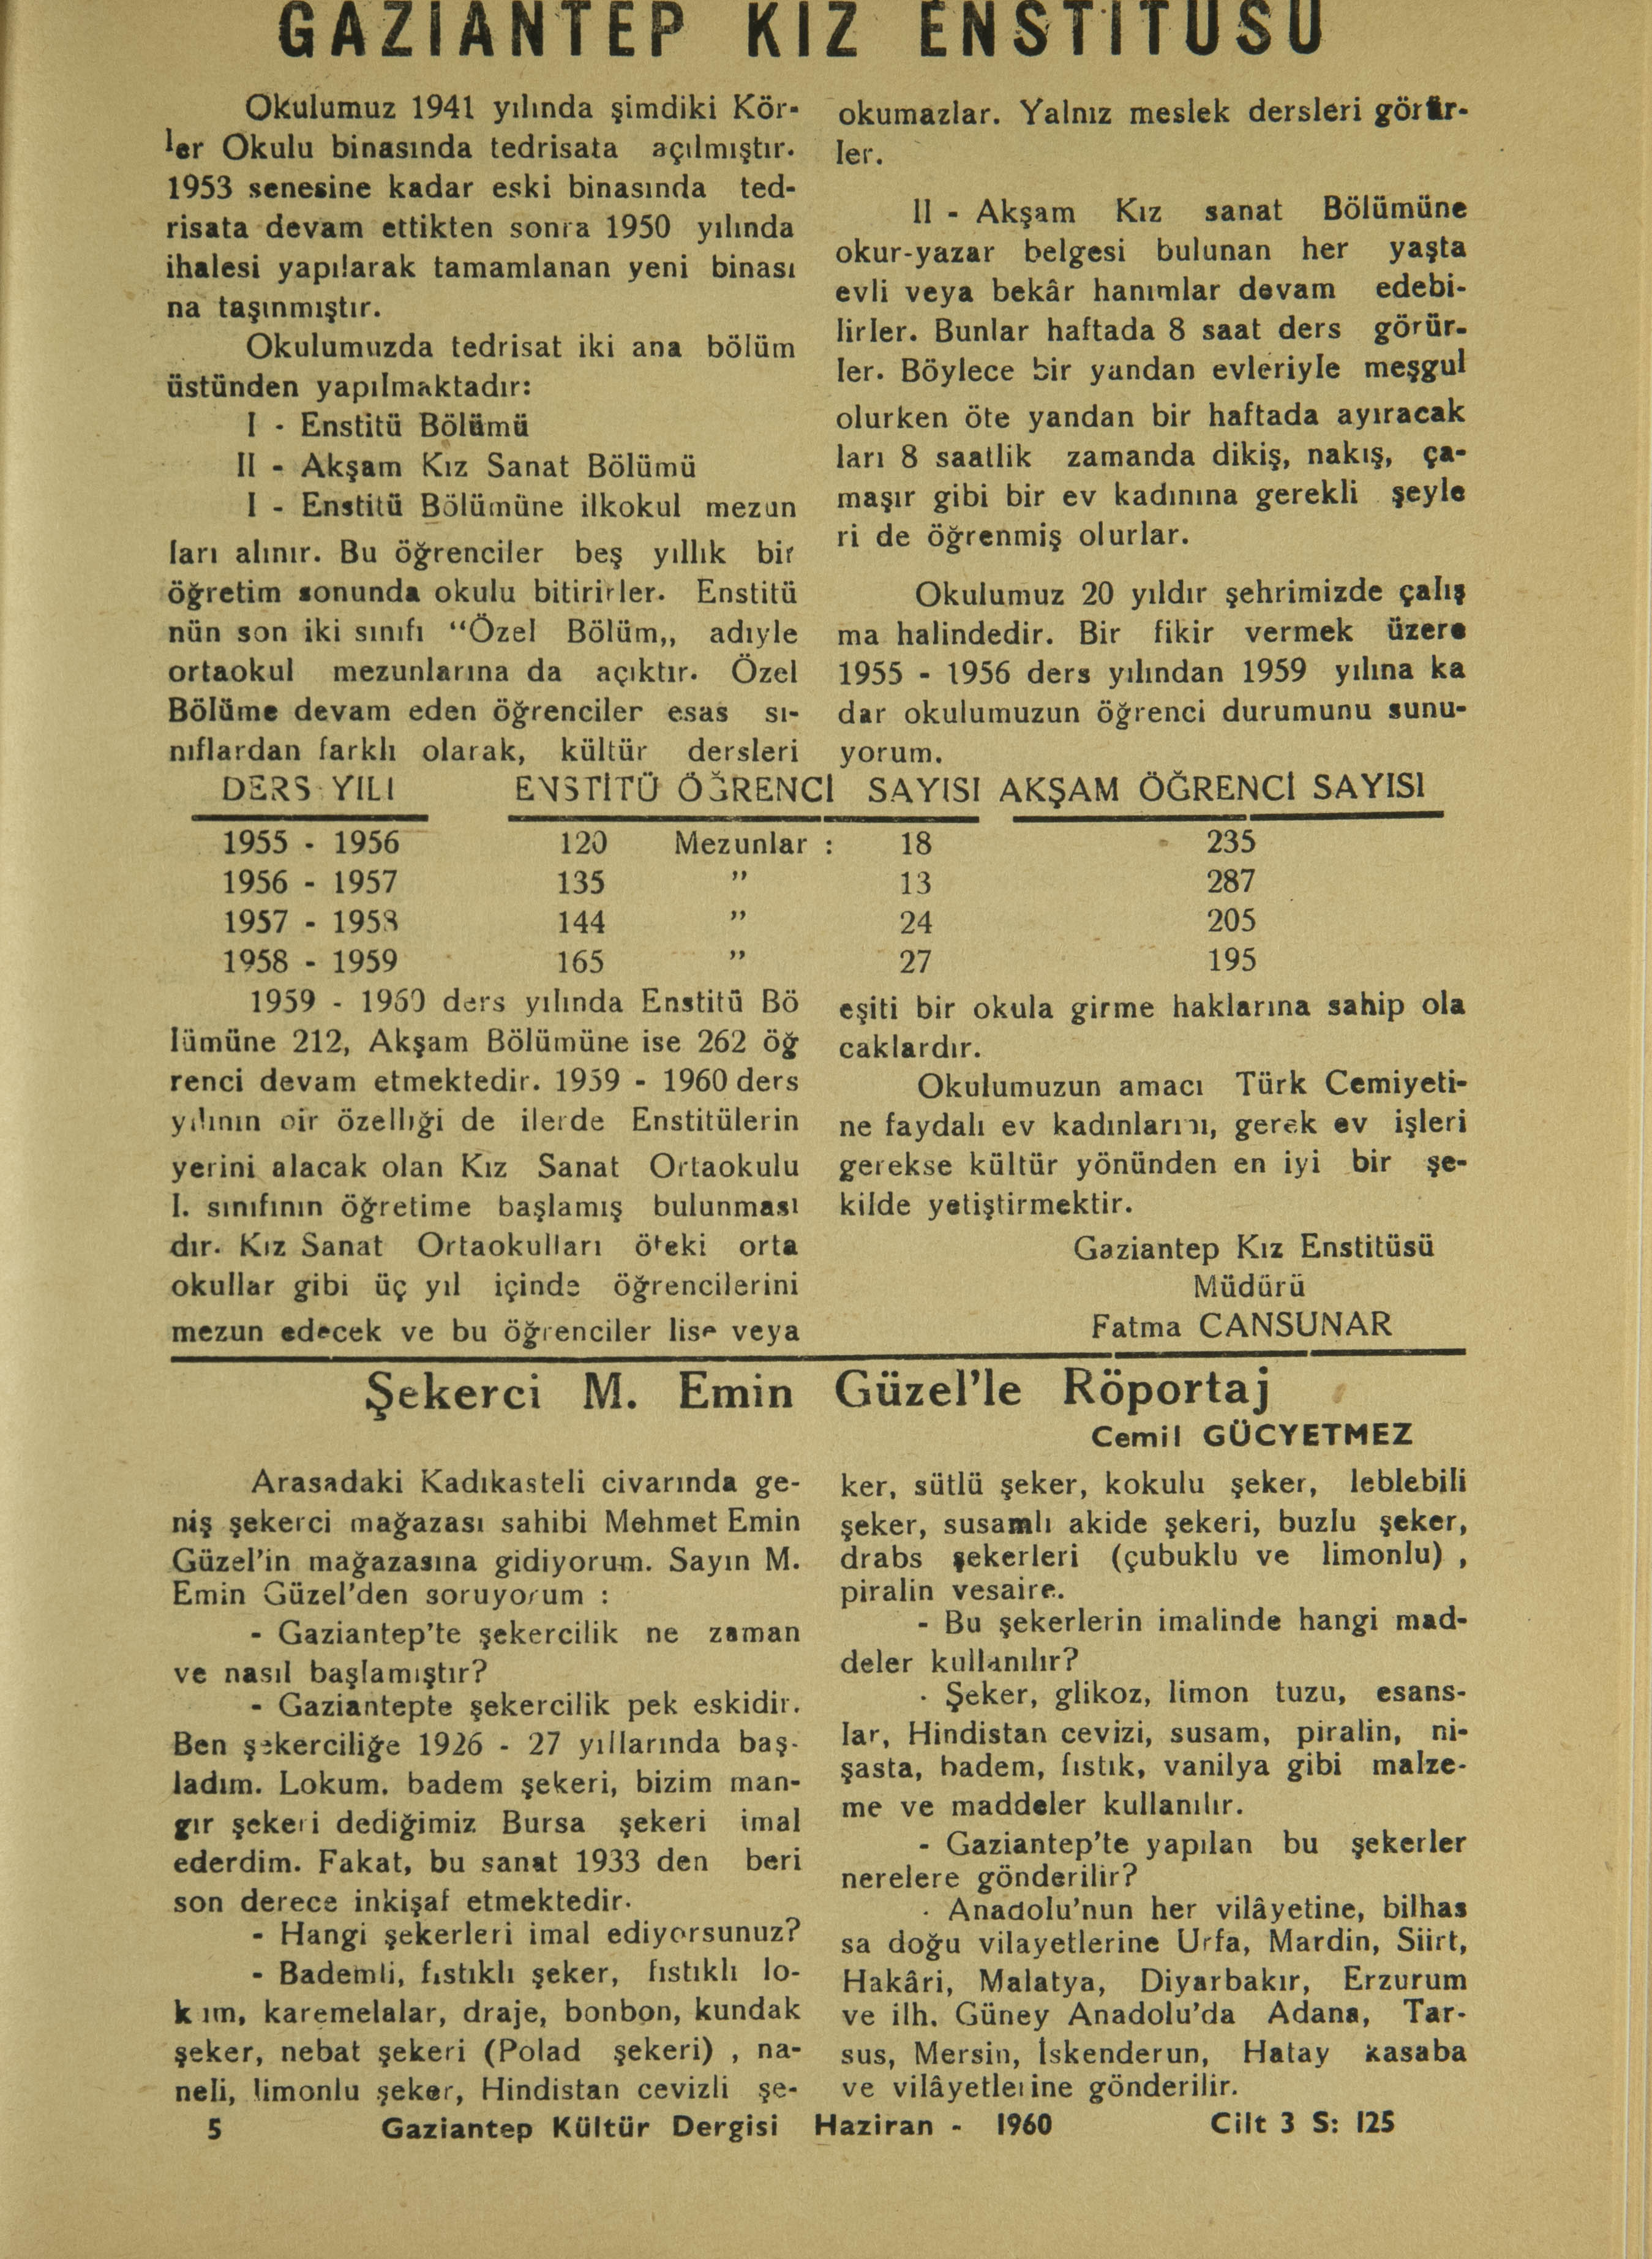 GAZİANTEP KIZ ENSTİTÜSÜ
Okulumuz 1941 yılında şimdiki Kör-
ler Okulu binasında tedrisata açılmıştır.
1953 senesine kadar eski binasında ted-
risata devam ettikten sonra 1950 yılında
ihalesi yapılarak tamamlanan yeni binası
na taşınmıştır.
Okulumuzda tedrisat iki ana bölüm
üstünden yapılmaktadır:
I - Enstitü Bölümü
II - Akşam Kız Sanat Bölümü
I - Enstitü Bölümüne ilkokul mezun
ları alınır. Bu öğrenciler beş yıllık bir
öğretim sonunda okulu bitirirler. Enstitü
nün son iki sınıfı “Özel Bölüm,, adıyle
ortaokul mezunlarına da açıktır. Özel
Bölüme devam eden öğrenciler esas sı-
nıflardan farklı olarak, kültür dersleri
okumazlar. Yalnız meslek dersleri görür-
ler.
II - Akşam Kız sanat Bölümüne
okur-yazar belgesi bulunan her yaşta
evli veya bekâr hanımlar devam edebi-
lirler. Bunlar haftada 8 saat ders görür-
ler. Böylece bir yandan evleriyle meşgul
olurken öte yandan bir haftada ayıracak
ları 8 saatlik zamanda dikiş, nakış, ça-
maşır gibi bir ev kadınına gerekli şeyle
ri de öğrenmiş olurlar.
Okulumuz 20 yıldır şehrimizde çalış
ma halindedir. Bir fikir vermek üzere
1955 - 1956 ders yılından 1959 yılına ka
dar okulumuzun öğrenci durumunu sunu-
yorum.
DERS YILI ENSTİTÜ ÖĞRENCİ SAYISI AKŞAM ÖĞRENCİ SAYISI
1955 - 1956 120 Mezunlar : 18 235
1956 - 1957 135 ” 13 287
1957 - 1958 144 ” 24 205
1958 - 1959 165 ” 27 195
1959 - 1960 ders yılında Enstitü Bö
lümüne 212, Akşam Bölümüne ise 262 öğ
renci devam etmektedir. 1959 - 1960 ders
yılının bir özelliği de ilerde Enstitülerin
yerini alacak olan Kız Sanat Ortaokulu
I. sınıfının öğretime başlamış bulunması
dır. Kız Sanat Ortaokulları öteki orta
okullar gibi üç yıl içinde öğrencilerini
mezun edecek ve bu öğrenciler lise veya
eşiti bir okula girme haklarına sahip ola
caklardır.
Okulumuzun amacı Türk Cemiyeti-
ne faydalı ev kadınlarını, gerek ev işleri
gerekse kültür yönünden en iyi bir şe-
kilde yetiştirmektir.
Gaziantep Kız Enstitüsü
Müdürü
Fatma CANSUNAR
Şekerci M. Emin Güzel’le Röportaj
Cemil GÜCYETMEZ
Arasadaki Kadıkasteli civarında ge-
niş şekerci mağazası sahibi Mehmet Emin
Güzel’in mağazasına gidiyorum. Sayın M.
Emin Güzel’den soruyorum :
- Gaziantep’te şekercilik ne zaman
ve nasıl başlamıştır?
- Gaziantepte şekercilik pek eskidir.
Ben şekerciliğe 1926 - 27 yıllarında baş-
ladım. Lokum, badem şekeri, bizim man-
gır şekeri dediğimiz Bursa şekeri imal
ederdim. Fakat, bu sanat 1933 den beri
son derece inkişaf etmektedir.
- Hangi şekerleri imal ediyorsunuz?
- Bademli, fıstıklı şeker, fıstıklı lo-
kum, karemelalar, draje, bonbon, kundak
şeker, nebat şekeri (Polad şekeri) , na-
neli, limonlu şeker, Hindistan cevizli şe-
ker, sütlü şeker, kokulu şeker, leblebili
şeker, susamlı akide şekeri, buzlu şeker,
drabs şekerleri (çubuklu ve limonlu) ,
piralin vesaire.
- Bu şekerlerin imalinde hangi mad-
deler kullanılır?
- Şeker, glikoz, limon tuzu, esans-
lar, Hindistan cevizi, susam, piralin, ni-
şasta, badem, fıstık, vanilya gibi malze-
me ve maddeler kullanılır.
- Gaziantep’te yapılan bu şekerler
nerelere gönderilir?
- Anadolu’nun her vilâyetine, bilhas
sa doğu vilayetlerine Urfa, Mardin, Siirt,
Hakâri, Malatya, Diyarbakır, Erzurum
ve ilh. Güney Anadolu’da Adana, Tar-
sus, Mersin, İskenderun, Hatay kasaba
ve vilâyetlerine gönderilir.
5 Gaziantep Kültür Dergisi Haziran - 1960 Cilt 3 S: 125